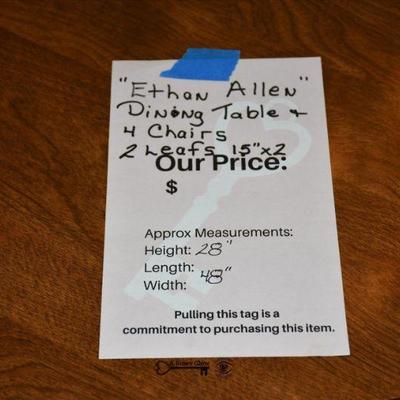 "Ethan Allen"
Dining Table +
4 Chairs
2 Leafs 15"x2
Our Price:
$
Approx Measurements:
Height: 28"
Length:
Width: 48"
Pulling this tag is a
commitment to purchasing this item.